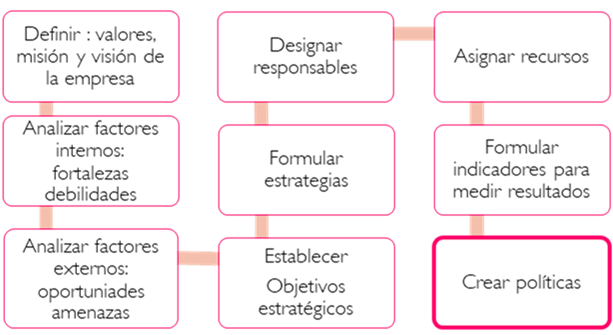 Definir : valores,
misión y visión de
la empresa
Analizar factores
internos:
fortalezas
debilidades
Analizar factores
externos:
oportuniades
amenazas
Establecer
Objetivos
estratégicos
Formular
estrategias
Designar
responsables
Asignar recursos
Formular
indicadores para
medir resultados
Crear políticas